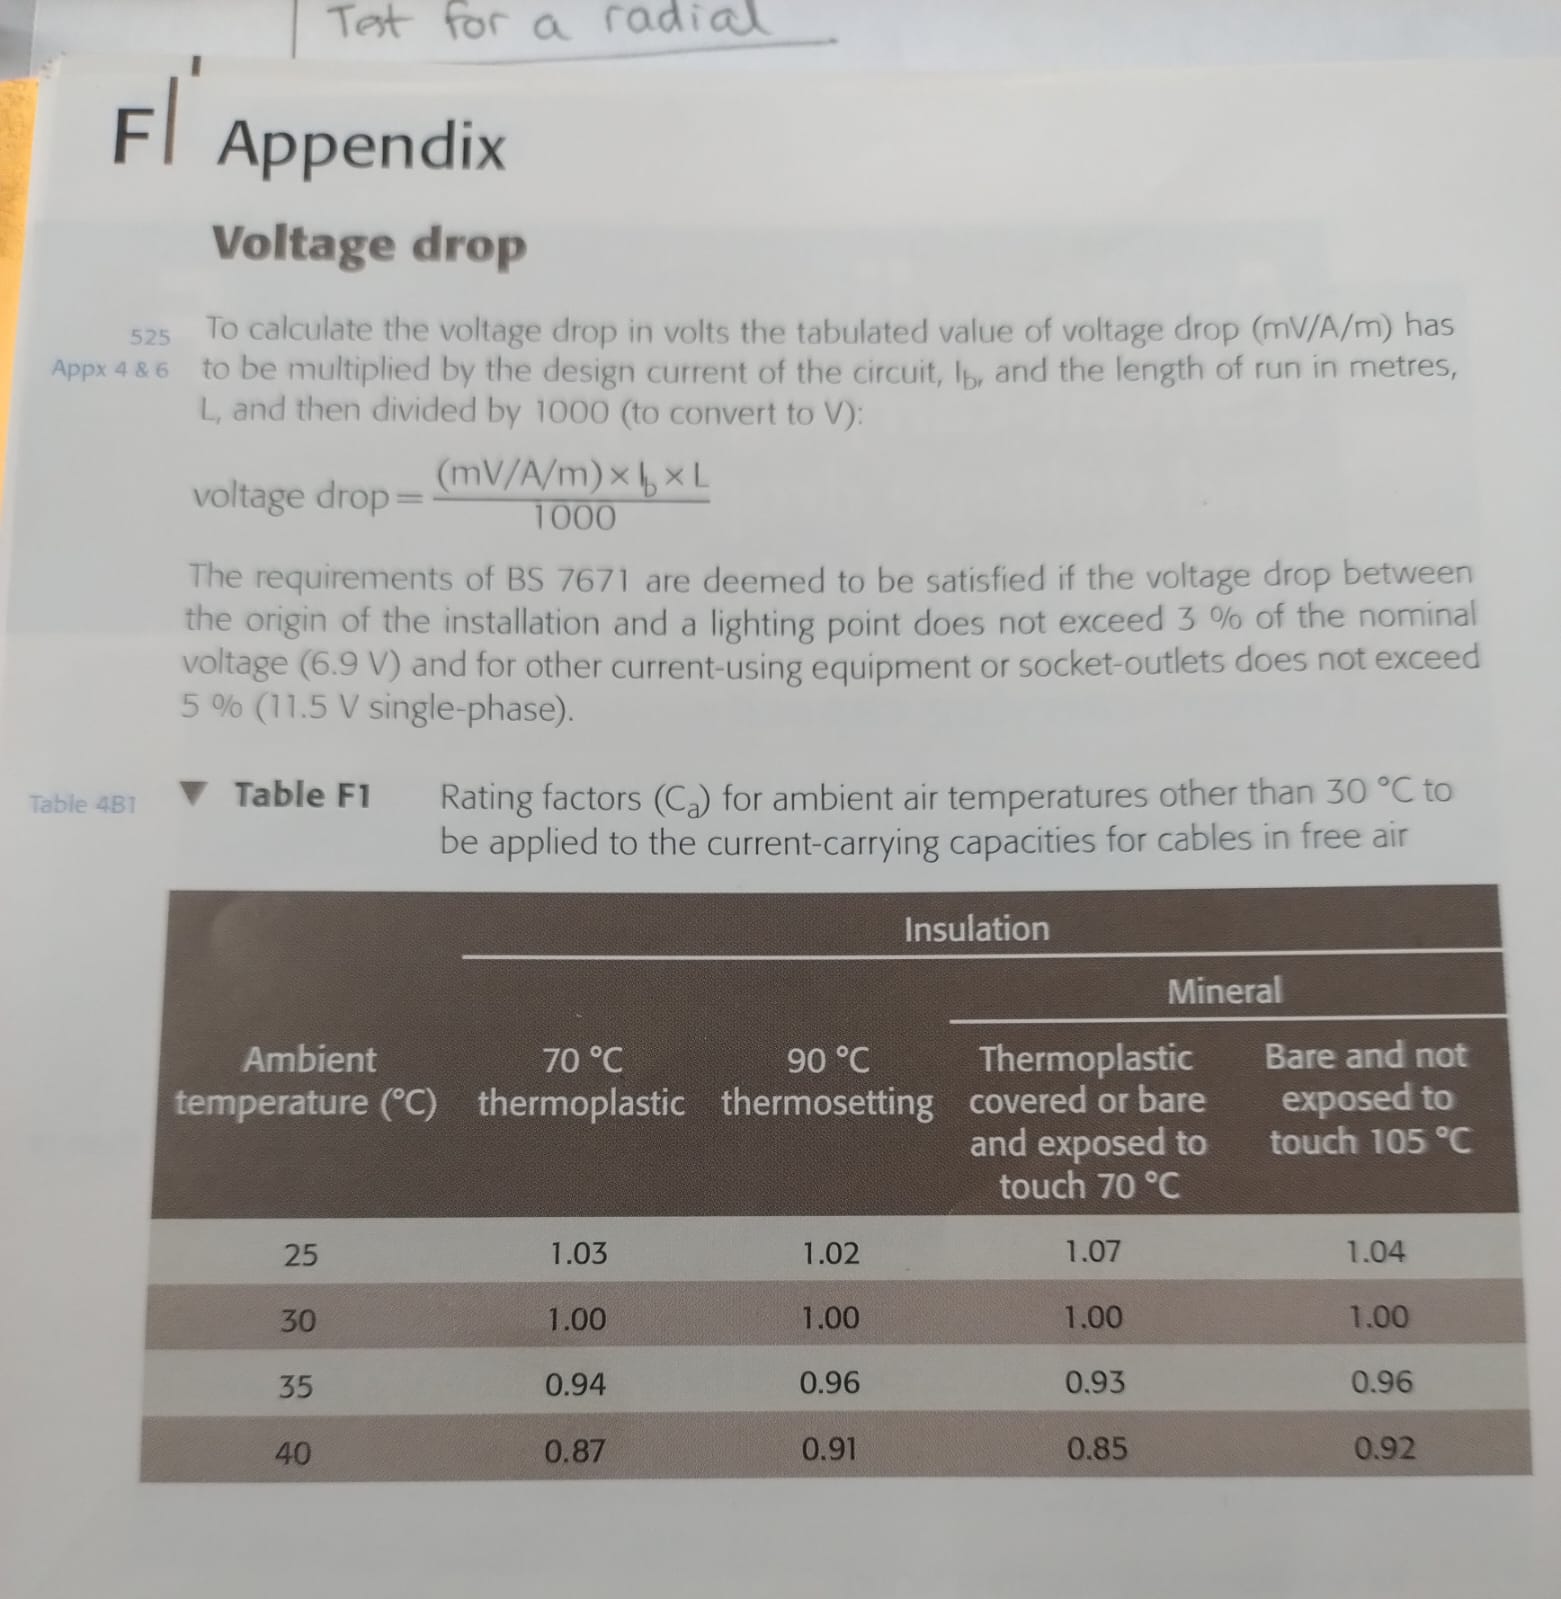 Test for a radial
F Appendix
Voltage drop
525 To calculate the voltage drop in volts the tabulated value of voltage drop (mV/A/m) has
Appx 4 & 6 to be multiplied by the design current of the circuit, Ib, and the length of run in metres,
L, and then divided by 1000 (to convert to V):
voltage drop = (mV/A/m) × Ib × L
1000
The requirements of BS 7671 are deemed to be satisfied if the voltage drop between
the origin of the installation and a lighting point does not exceed 3 % of the nominal
voltage (6.9 V) and for other current-using equipment or socket-outlets does not exceed
5 % (11.5 V single-phase).
Table 4B1 ▼ Table F1 Rating factors (Ca) for ambient air temperatures other than 30 °C to
be applied to the current-carrying capacities for cables in free air
Insulation
Mineral
Ambient 70 °C 90 °C Thermoplastic Bare and not
temperature (°C) thermoplastic thermosetting covered or bare exposed to
and exposed to touch 105 °C
touch 70 °C
25 1.03 1.02 1.07 1.04
30 1.00 1.00 1.00 1.00
35 0.94 0.96 0.93 0.96
40 0.87 0.91 0.85 0.92